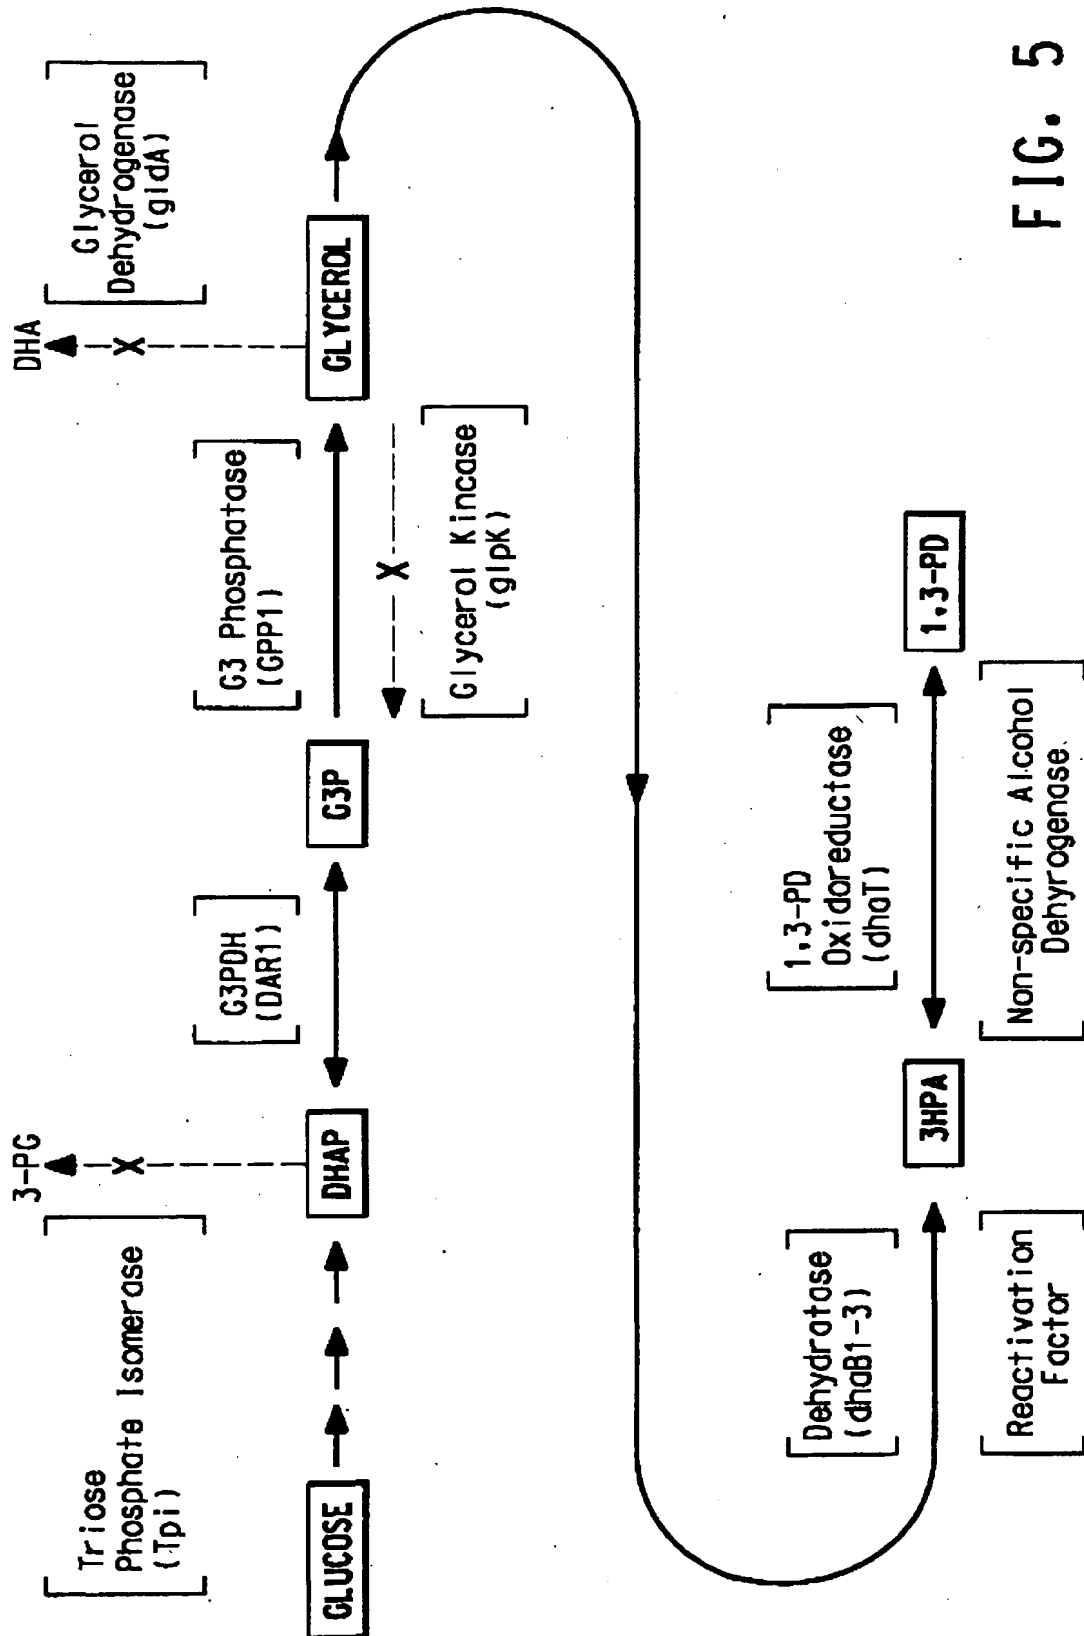 Triose
Phosphate Isomerase
(Tpi)
3-PG
GLUCOSE
DHAP
G3PDH
(DAR1)
G3P
G3 Phosphatase
(GPP1)
Glycerol Kincase
(glpK)
GLYCEROL
DHA
Glycerol
Dehydrogenase
(gldA)
X
X
X
Dehydratase
(dhaB1-3)
Reactivation
Factor
3HPA
1,3-PD
Oxidoreductase
(dhaT)
Non-specific Alcohol
Dehyrogenase
1,3-PD
FIG. 5